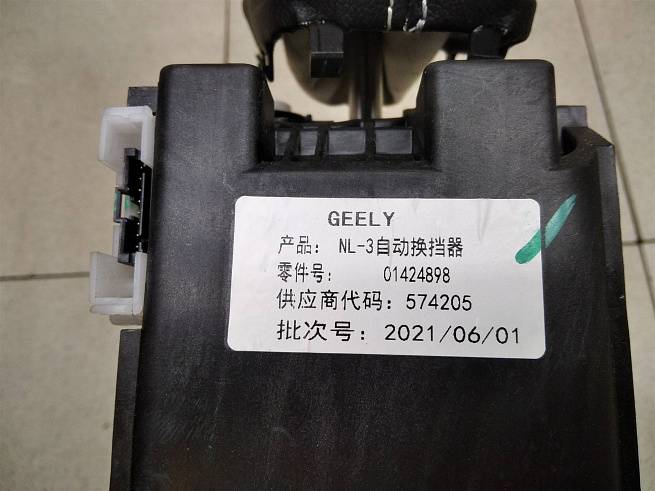 GEELY
产品: NL-3自动换挡器
零件号: 01424898
供应商代码: 574205
批次号: 2021/06/01